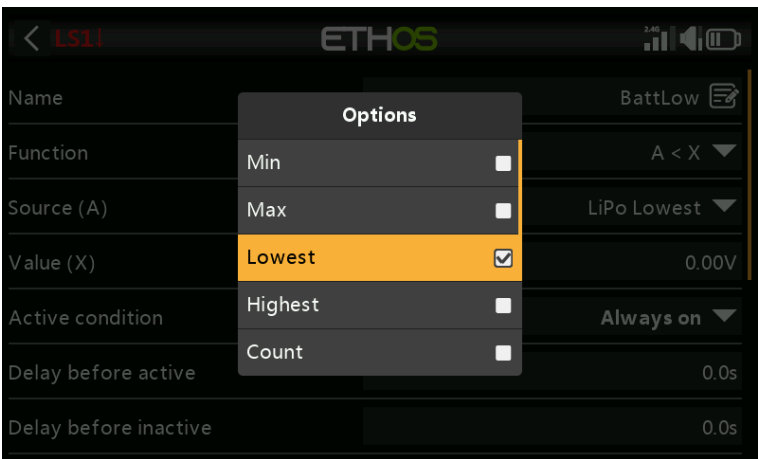 LS1
ETHOS
2.4G
Name
BattLow
Options
Function
A < X
Min
Source (A)
LiPo Lowest
Max
Value (X)
0.00V
Lowest
Active condition
Always on
Highest
Delay before active
0.0s
Count
Delay before inactive
0.0s